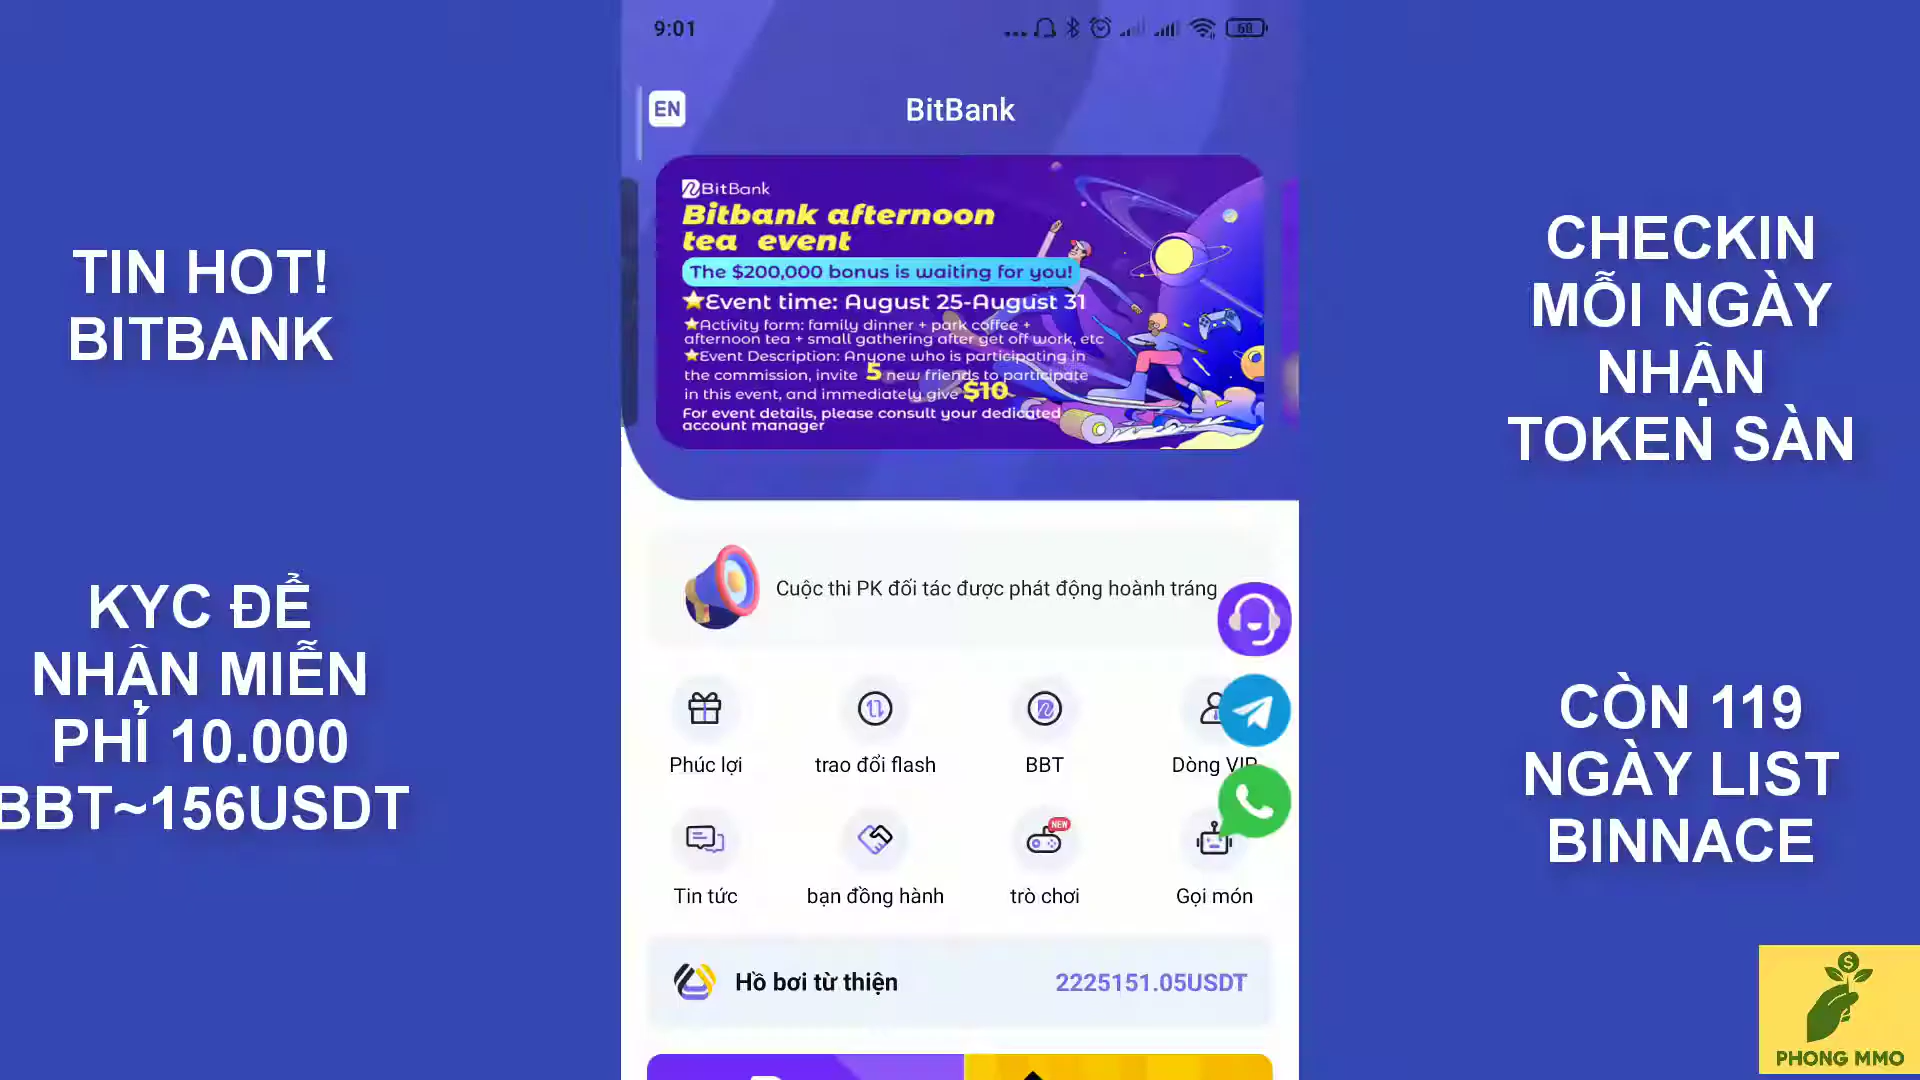 TIN HOT!
BITBANK
KYC ĐỂ
NHẬN MIỄN
PHỈ 10.000
BBT~156USDT
9:01
68
EN
BitBank
BitBank
Bitbank afternoon
tea event
The $200,000 bonus is waiting for you!
Event time: August 25-August 31
Activity form: family dinner + park coffee +
afternoon tea + small gathering after get off work, etc
Event Description: Anyone who is participating in
the commission, invite 5 new friends to participate
in this event, and immediately give $10
For event details, please consult your dedicated
account manager
Cuộc thi PK đối tác được phát động hoành tráng
Phúc lợi
trao đổi flash
BBT
Dòng VIP
NEW
Tin tức
bạn đồng hành
trò chơi
Gọi món
Hồ bơi từ thiện
2225151.05USDT
CHECKIN
MỖI NGÀY
NHẬN
TOKEN SÀN
CÒN 119
NGÀY LIST
BINNACE
PHONG MMO